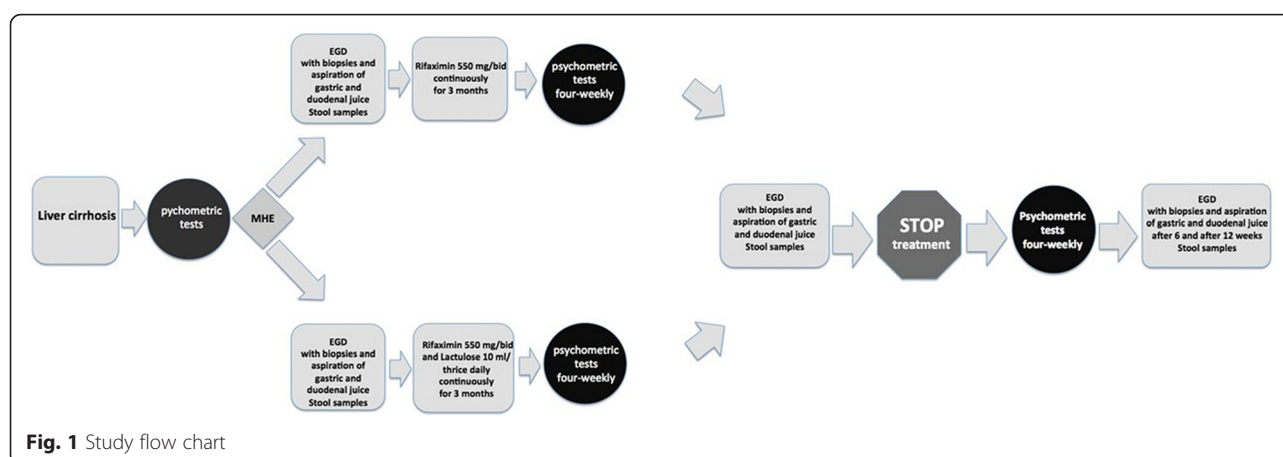 EGD
with biopsies and
aspiration of
gastric and
duodenal juice
Stool samples
Rifaximin 550 mg/bid
continuously
for 3 months
psychometric
tests
four-weekly
Liver cirrhosis
pychometric
tests
MHE
EGD
with biopsies and
aspiration of
gastric and
duodenal juice
Stool samples
Rifaximin 550 mg/bid
and Lactulose 10 ml/
thrice daily
continuously
for 3 months
psychometric
tests
four-weekly
EGD
with biopsies and
aspiration of gastric
and duodenal juice
Stool samples
STOP
treatment
Psychometric
tests
four-weekly
EGD
with biopsies and aspiration
of gastric and duodenal juice
after 6 and after 12 weeks
Stool samples
Fig. 1 Study flow chart